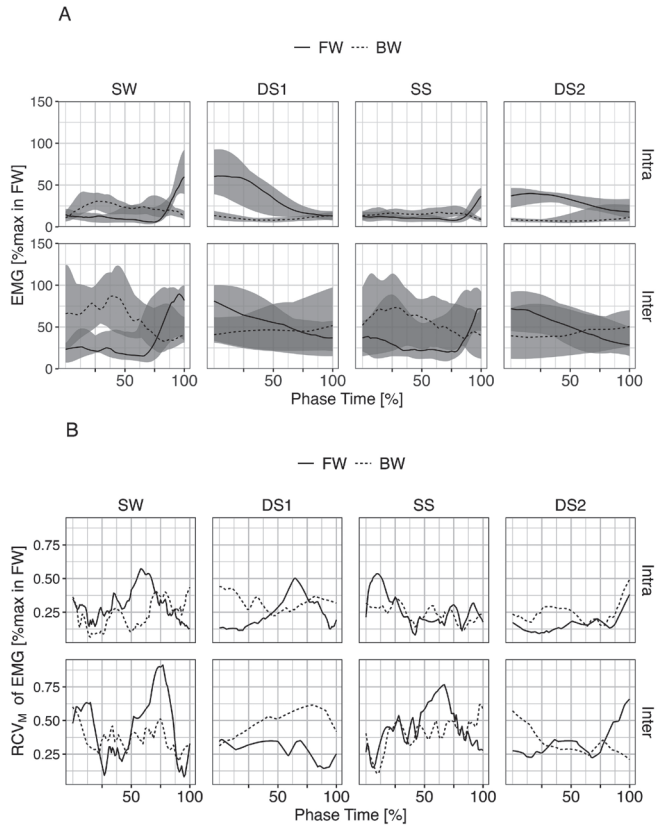 A
FW BW
SW DS1 SS DS2
150
100
50
0
Intra
150
100
50
0
Inter
EMG [%max in FW]
50 100 50 100 50 100 50 100
Phase Time [%]
B
FW BW
SW DS1 SS DS2
0.75
0.50
0.25
Intra
0.75
0.50
0.25
Inter
RCVM of EMG [%max in FW]
50 100 50 100 50 100 50 100
Phase Time [%]